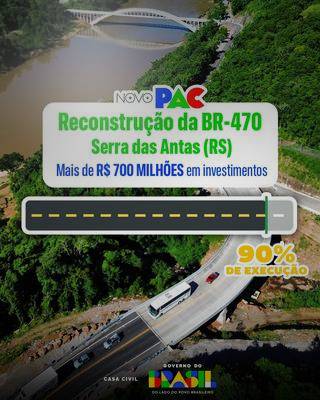 NOVO PAC
Reconstrução da BR-470
Serra das Antas (RS)
Mais de R$ 700 MILHÕES em investimentos
90%
DE EXECUÇÃO
CASA CIVIL
GOVERNO DO
BRASIL
DO LADO DO POVO BRASILEIRO